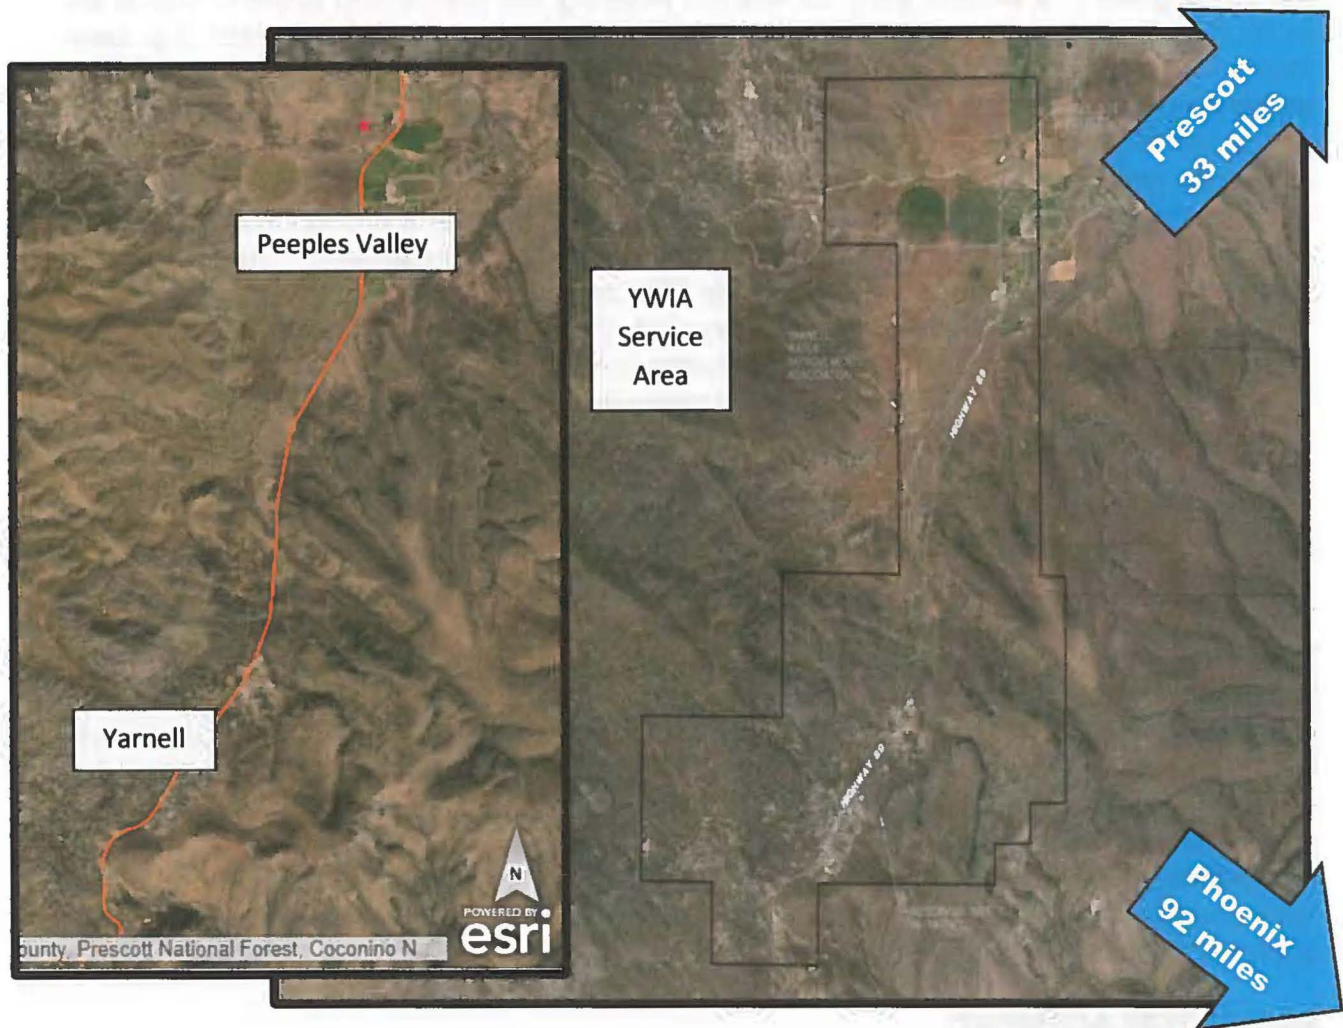 Peeples Valley
Yarnell
N
POWERED BY
esri
ounty, Prescott National Forest, Coconino N
YWIA
Service
Area
HIGHWAY 89
HIGHWAY 89
Prescott
33 miles
Phoenix
92 miles